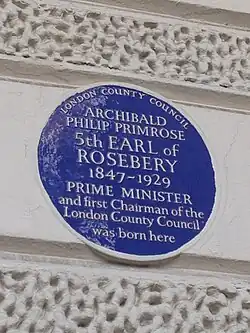 LONDON COUNTY COUNCIL
ARCHIBALD
PHILIP PRIMROSE
5th EARL of
ROSEBERY
1847-1929
PRIME MINISTER
and first Chairman of the
London County Council
was born here